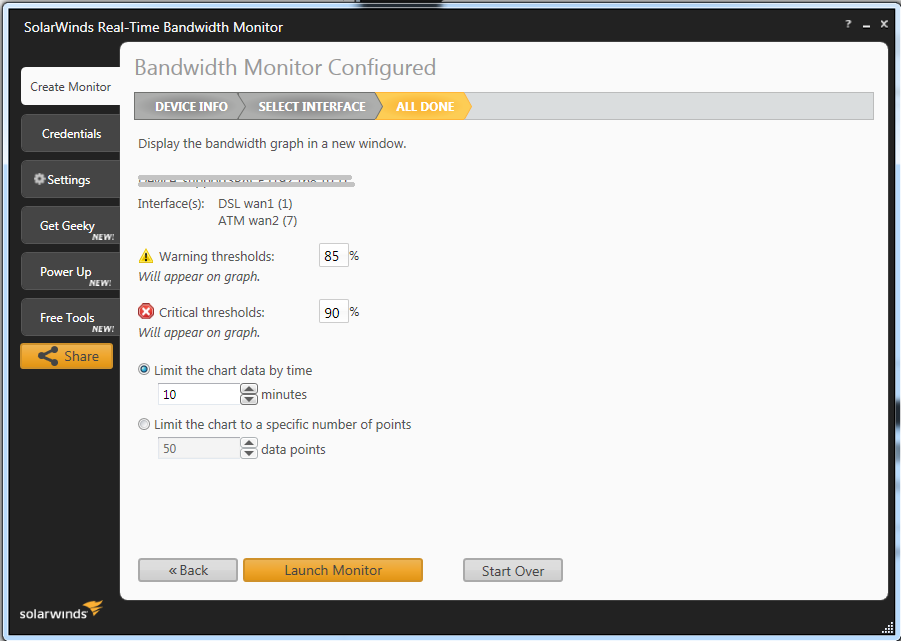 SolarWinds Real-Time Bandwidth Monitor
?
Create Monitor
Credentials
Settings
Get Geeky
NEW!
Power Up
NEW!
Free Tools
NEW!
Share
solarwinds
Bandwidth Monitor Configured
DEVICE INFO SELECT INTERFACE ALL DONE
Display the bandwidth graph in a new window.
Interface(s): DSL wan1 (1)
ATM wan2 (7)
Warning thresholds: 85 %
Will appear on graph.
Critical thresholds: 90 %
Will appear on graph.
Limit the chart data by time
10 minutes
Limit the chart to a specific number of points
50 data points
« Back Launch Monitor Start Over